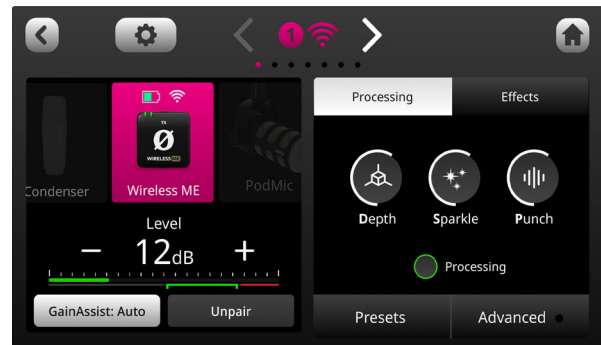 1
Processing
Effects
TX
Ø
WIRELESS ME
Condenser
Wireless ME
PodMic
Depth
Sparkle
Punch
Level
− 12dB +
Processing
GainAssist: Auto
Unpair
Presets
Advanced